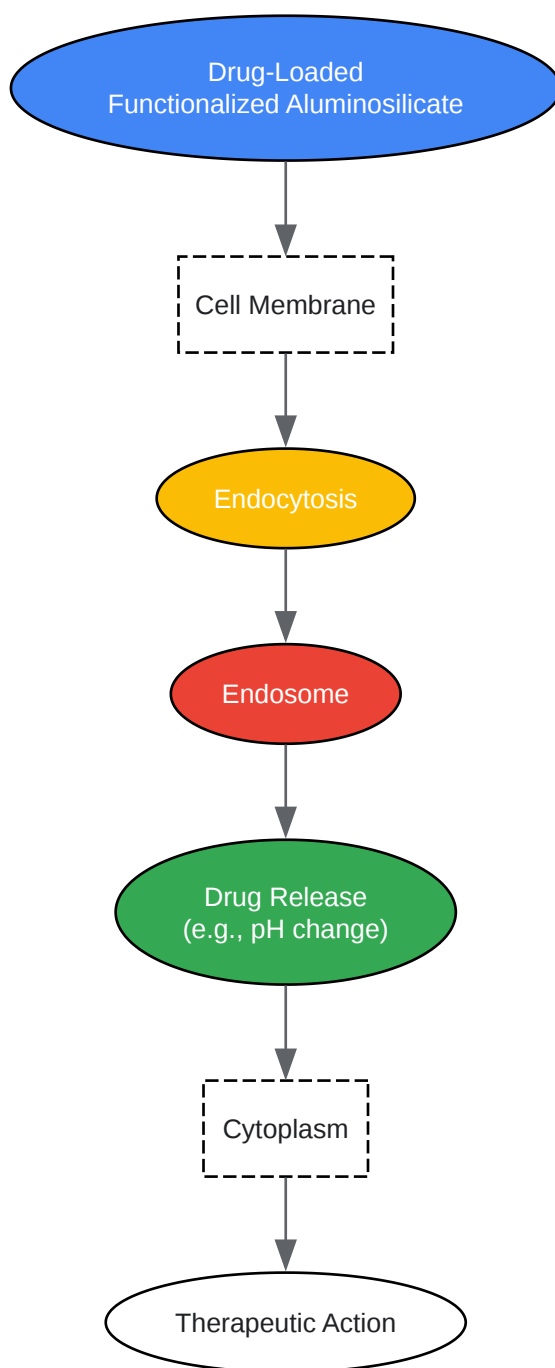 Drug-Loaded
Functionalized Aluminosilicate
Cell Membrane
Endocytosis
Endosome
Drug Release
(e.g., pH change)
Cytoplasm
Therapeutic Action